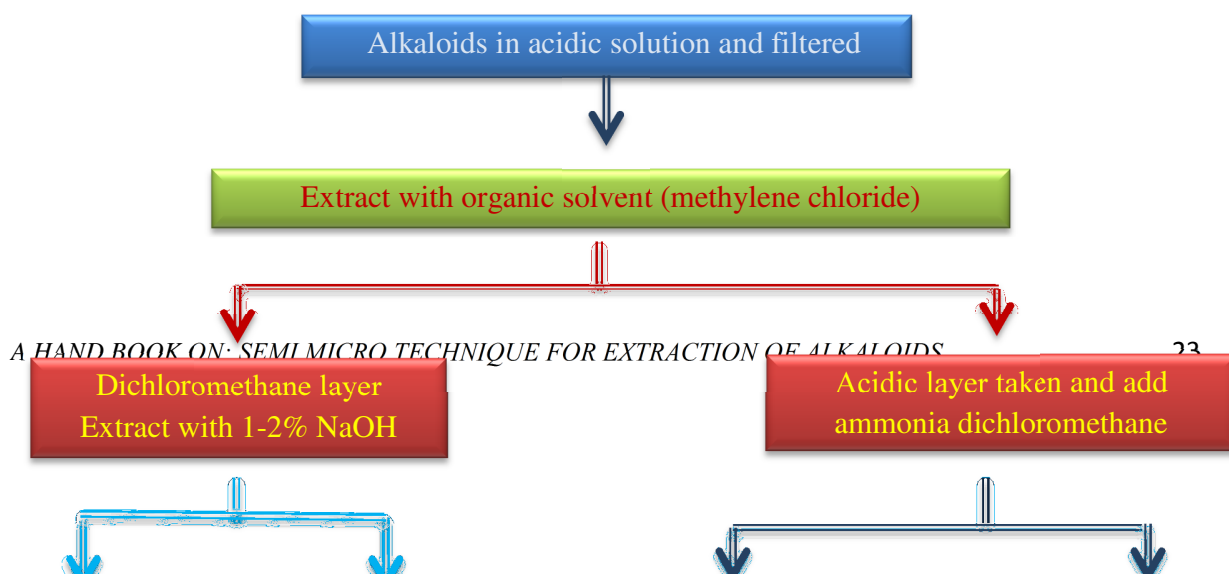 Alkaloids in acidic solution and filtered
Extract with organic solvent (methylene chloride)
A HAND BOOK ON: SEMI MICRO TECHNIQUE FOR EXTRACTION OF ALKALOIDS 23
Dichloromethane layer
Extract with 1-2% NaOH
Acidic layer taken and add
ammonia dichloromethane